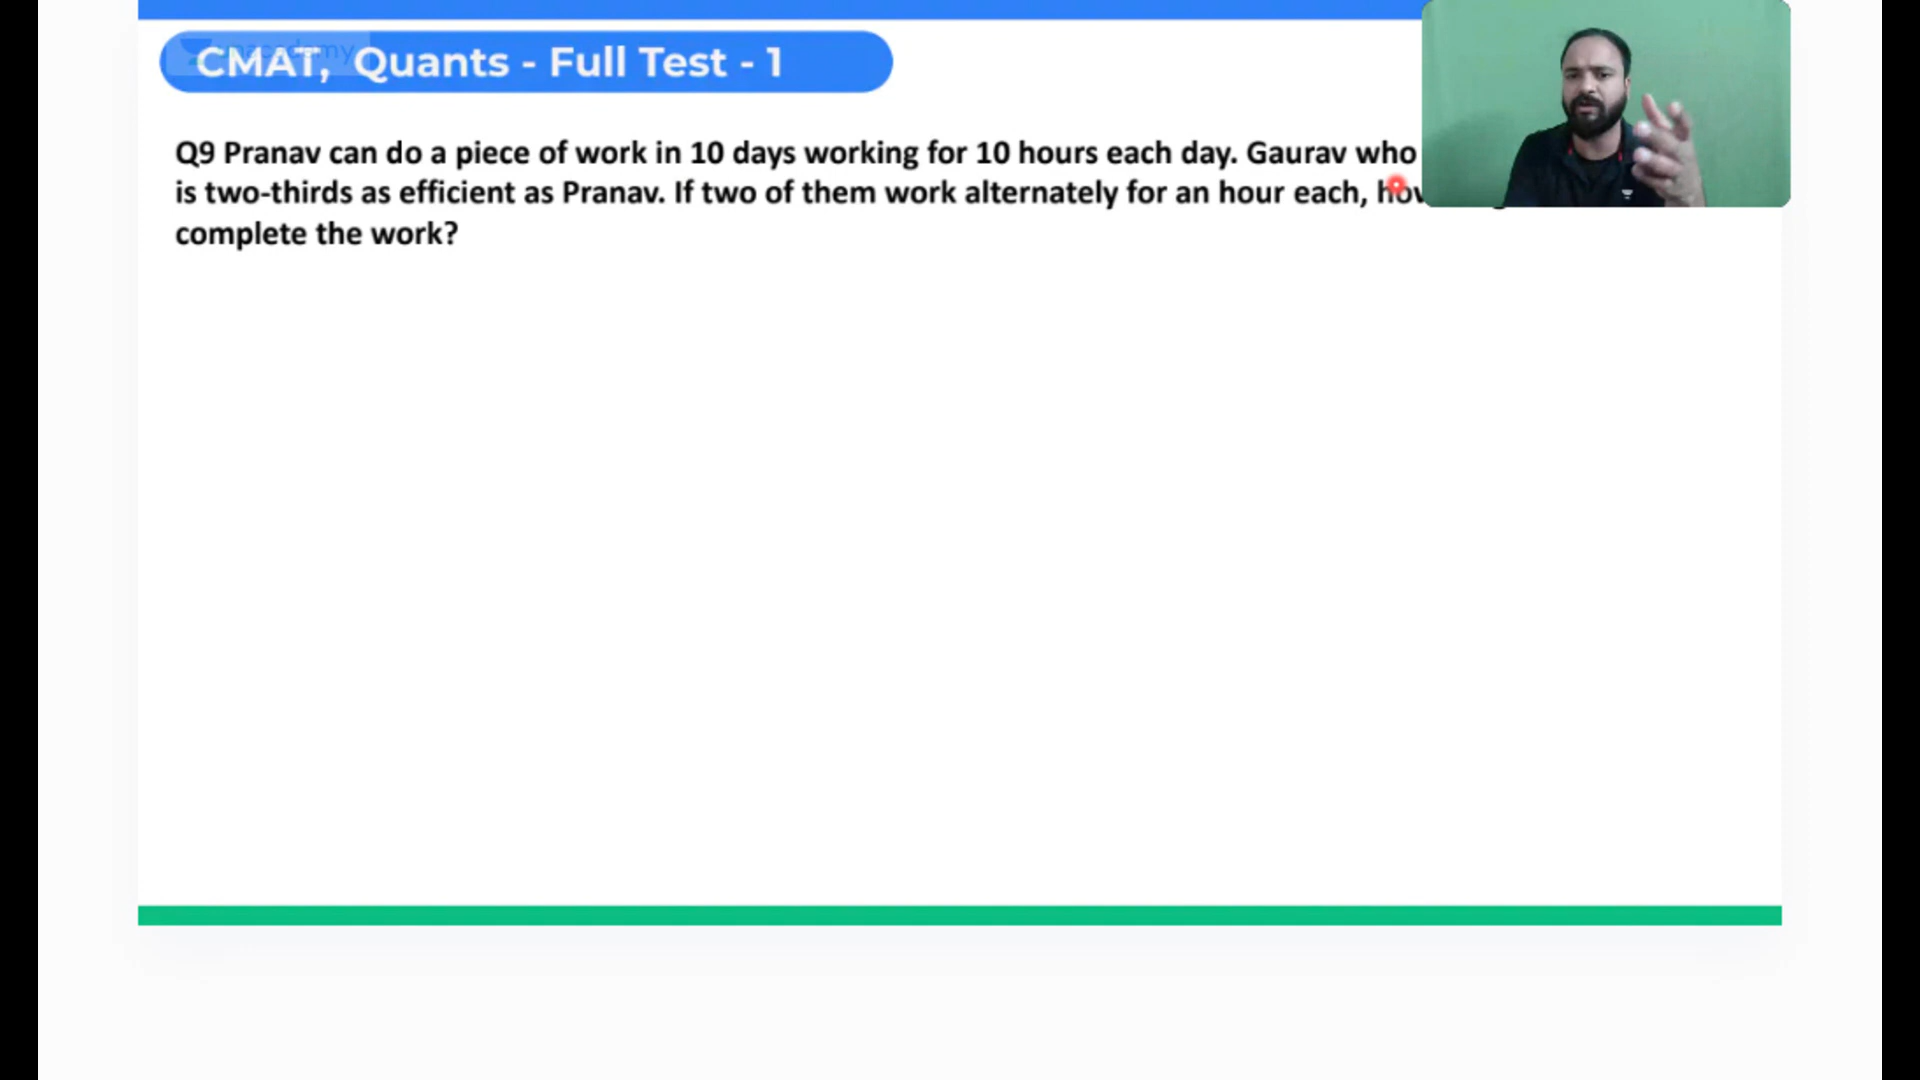 CMAT, Quants - Full Test - 1
Q9 Pranav can do a piece of work in 10 days working for 10 hours each day. Gaurav who
is two-thirds as efficient as Pranav. If two of them work alternately for an hour each,
complete the work?